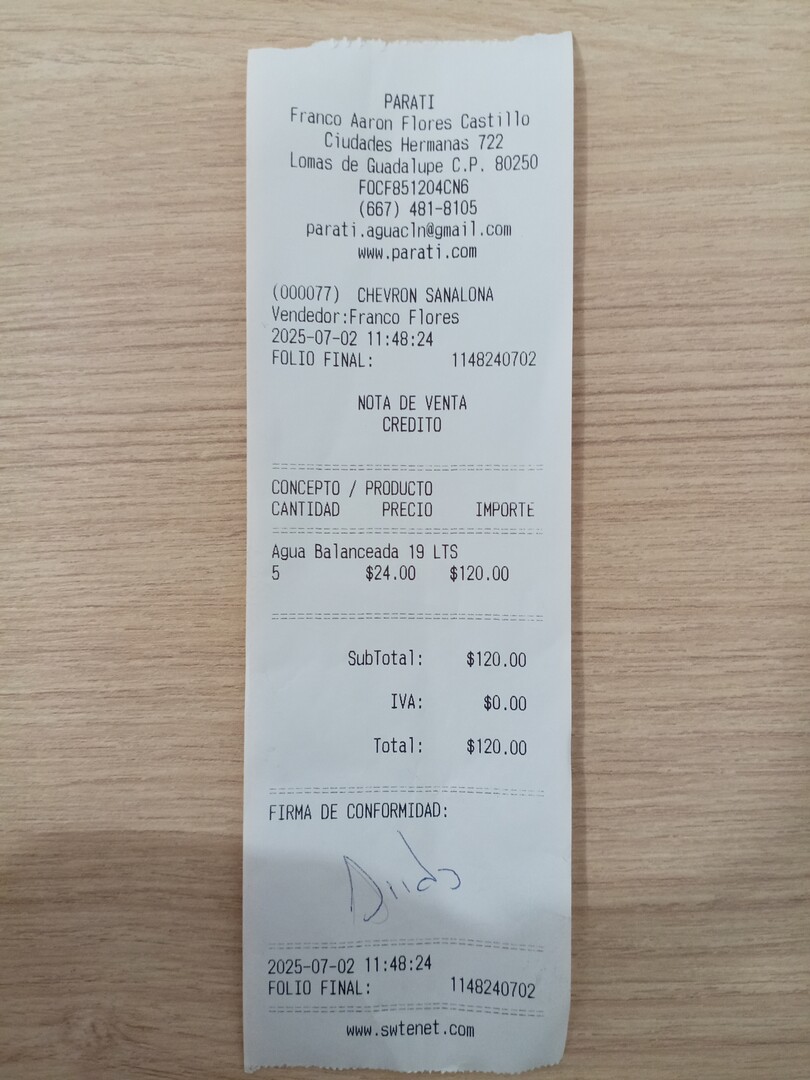 PARATI
Franco Aaron Flores Castillo
Ciudades Hermanas 722
Lomas de Guadalupe C.P. 80250
FOCF851204CN6
(667) 481-8105
parati.aguacln@gmail.com
www.parati.com
(000077) CHEVRON SANALONA
Vendedor:Franco Flores
2025-07-02 11:48:24
FOLIO FINAL: 1148240702
NOTA DE VENTA
CREDITO
CONCEPTO / PRODUCTO
CANTIDAD PRECIO IMPORTE
Agua Balanceada 19 LTS
5 $24.00 $120.00
SubTotal: $120.00
IVA: $0.00
Total: $120.00
FIRMA DE CONFORMIDAD:
2025-07-02 11:48:24
FOLIO FINAL: 1148240702
www.swtenet.com